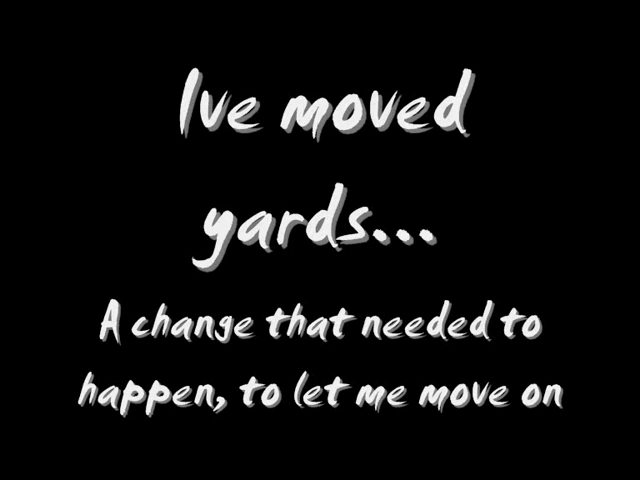 Ive moved
yards...
A change that needed to
happen, to let me move on